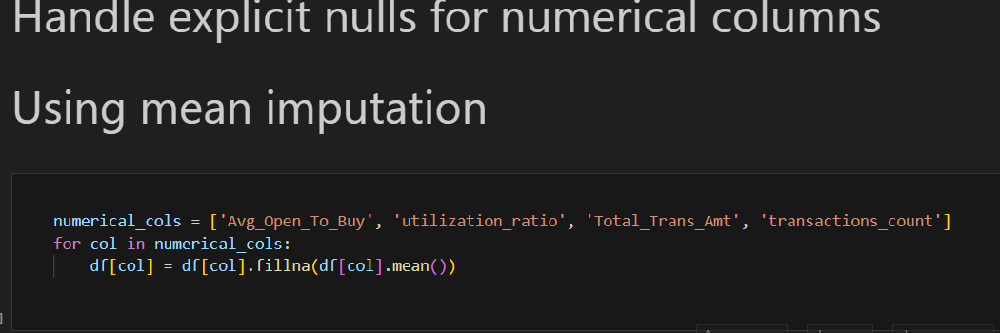 Handle explicit nulls for numerical columns
Using mean imputation
numerical_cols = ['Avg_Open_To_Buy', 'utilization_ratio', 'Total_Trans_Amt', 'transactions_count']
for col in numerical_cols:
    df[col] = df[col].fillna(df[col].mean())
]